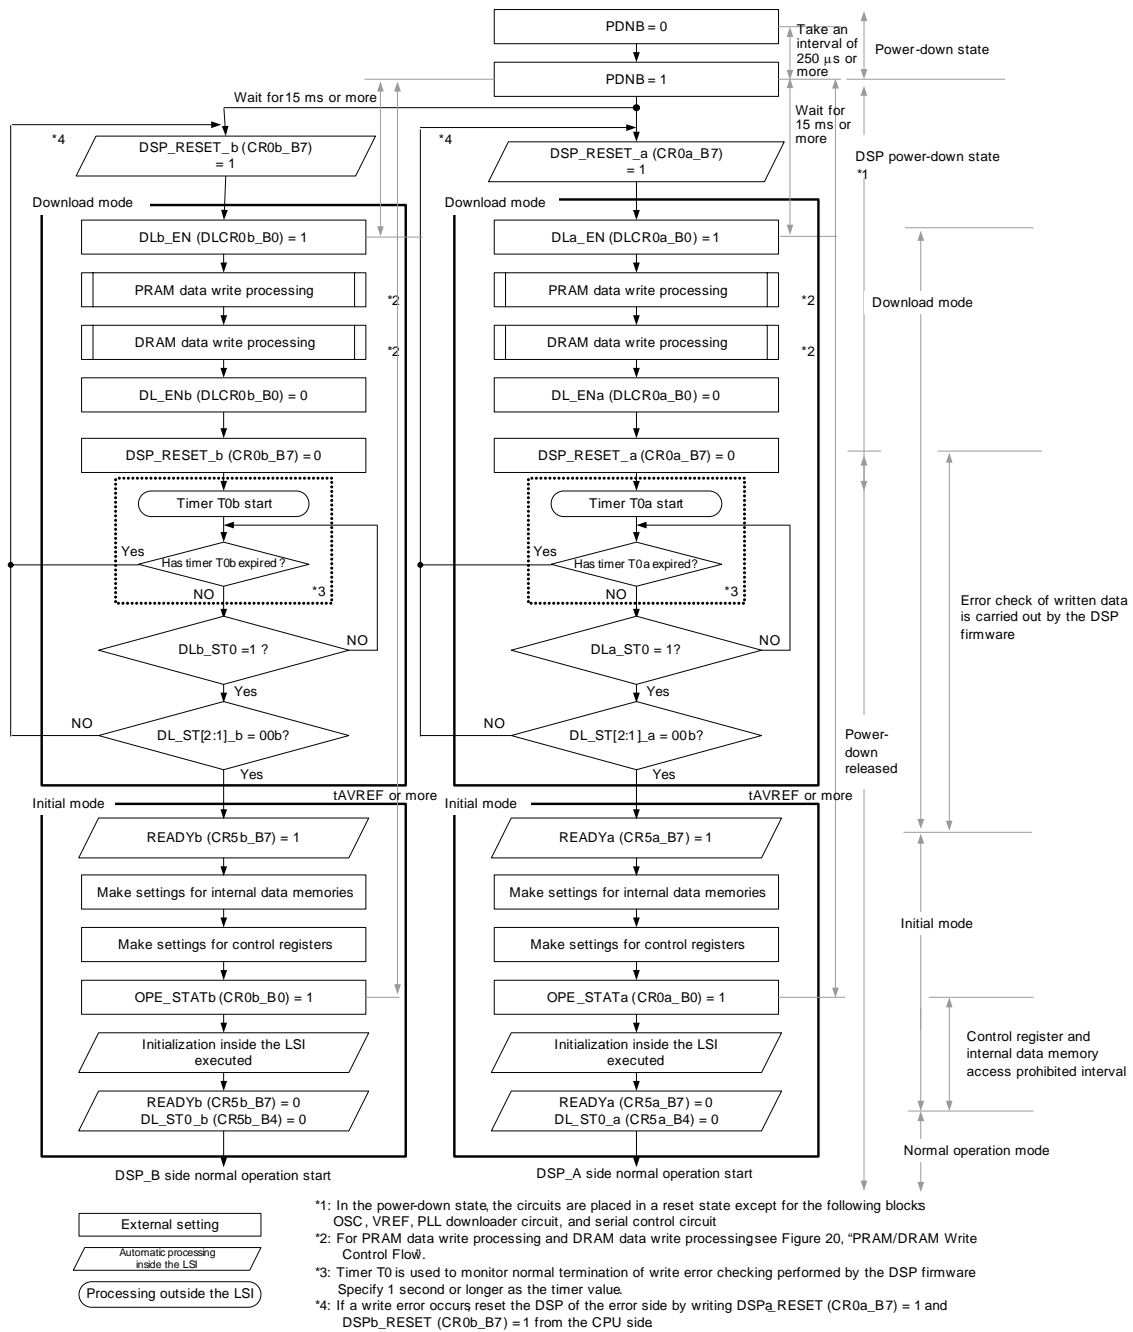 PDNB = 0
Take an
interval of
250 μs or
more
Power-down state
PDNB = 1
Wait for 15 ms or more
Wait for
15 ms or
more
*4
DSP_RESET_b (CR0b_B7)
= 1
*4
DSP_RESET_a (CR0a_B7)
= 1
DSP power-down state
*1
Download mode
Download mode
DLb_EN (DLCR0b_B0) = 1
DLa_EN (DLCR0a_B0) = 1
PRAM data write processing
*2
PRAM data write processing
*2
Download mode
DRAM data write processing
*2
DRAM data write processing
*2
DL_ENb (DLCR0b_B0) = 0
DL_ENa (DLCR0a_B0) = 0
DSP_RESET_b (CR0b_B7) = 0
DSP_RESET_a (CR0a_B7) = 0
Timer T0b start
Timer T0a start
Yes
Has timer T0b expired ?
Yes
Has timer T0a expired?
NO
*3
NO
*3
Error check of written data
is carried out by the DSP
firmware
DLb_ST0 =1 ?
NO
DLa_ST0 = 1?
NO
Yes
Yes
NO
DL_ST[2:1]_b = 00b?
NO
DL_ST[2:1]_a = 00b?
Power-
down
released
Yes
Yes
tAVREF or more
tAVREF or more
Initial mode
Initial mode
READYb (CR5b_B7) = 1
READYa (CR5a_B7) = 1
Make settings for internal data memories
Make settings for internal data memories
Initial mode
Make settings for control registers
Make settings for control registers
OPE_STATb (CR0b_B0) = 1
OPE_STATa (CR0a_B0) = 1
Initialization inside the LSI
executed
Initialization inside the LSI
executed
Control register and
internal data memory
access prohibited interval
READYb (CR5b_B7) = 0
DL_ST0_b (CR5b_B4) = 0
READYa (CR5a_B7) = 0
DL_ST0_a (CR5a_B4) = 0
Normal operation mode
DSP_B side normal operation start
DSP_A side normal operation start
External setting
Automatic processing
inside the LSI
Processing outside the LSI
*1: In the power-down state, the circuits are placed in a reset state except for the following blocks
OSC, VREF, PLL downloader circuit, and serial control circuit
*2: For PRAM data write processing and DRAM data write processing see Figure 20, “PRAM/DRAM Write
Control Flow”.
*3: Timer T0 is used to monitor normal termination of write error checking performed by the DSP firmware
Specify 1 second or longer as the timer value.
*4: If a write error occurs, reset the DSP of the error side by writing DSPa_RESET (CR0a_B7) = 1 and
DSPb_RESET (CR0b_B7) = 1 from the CPU side.